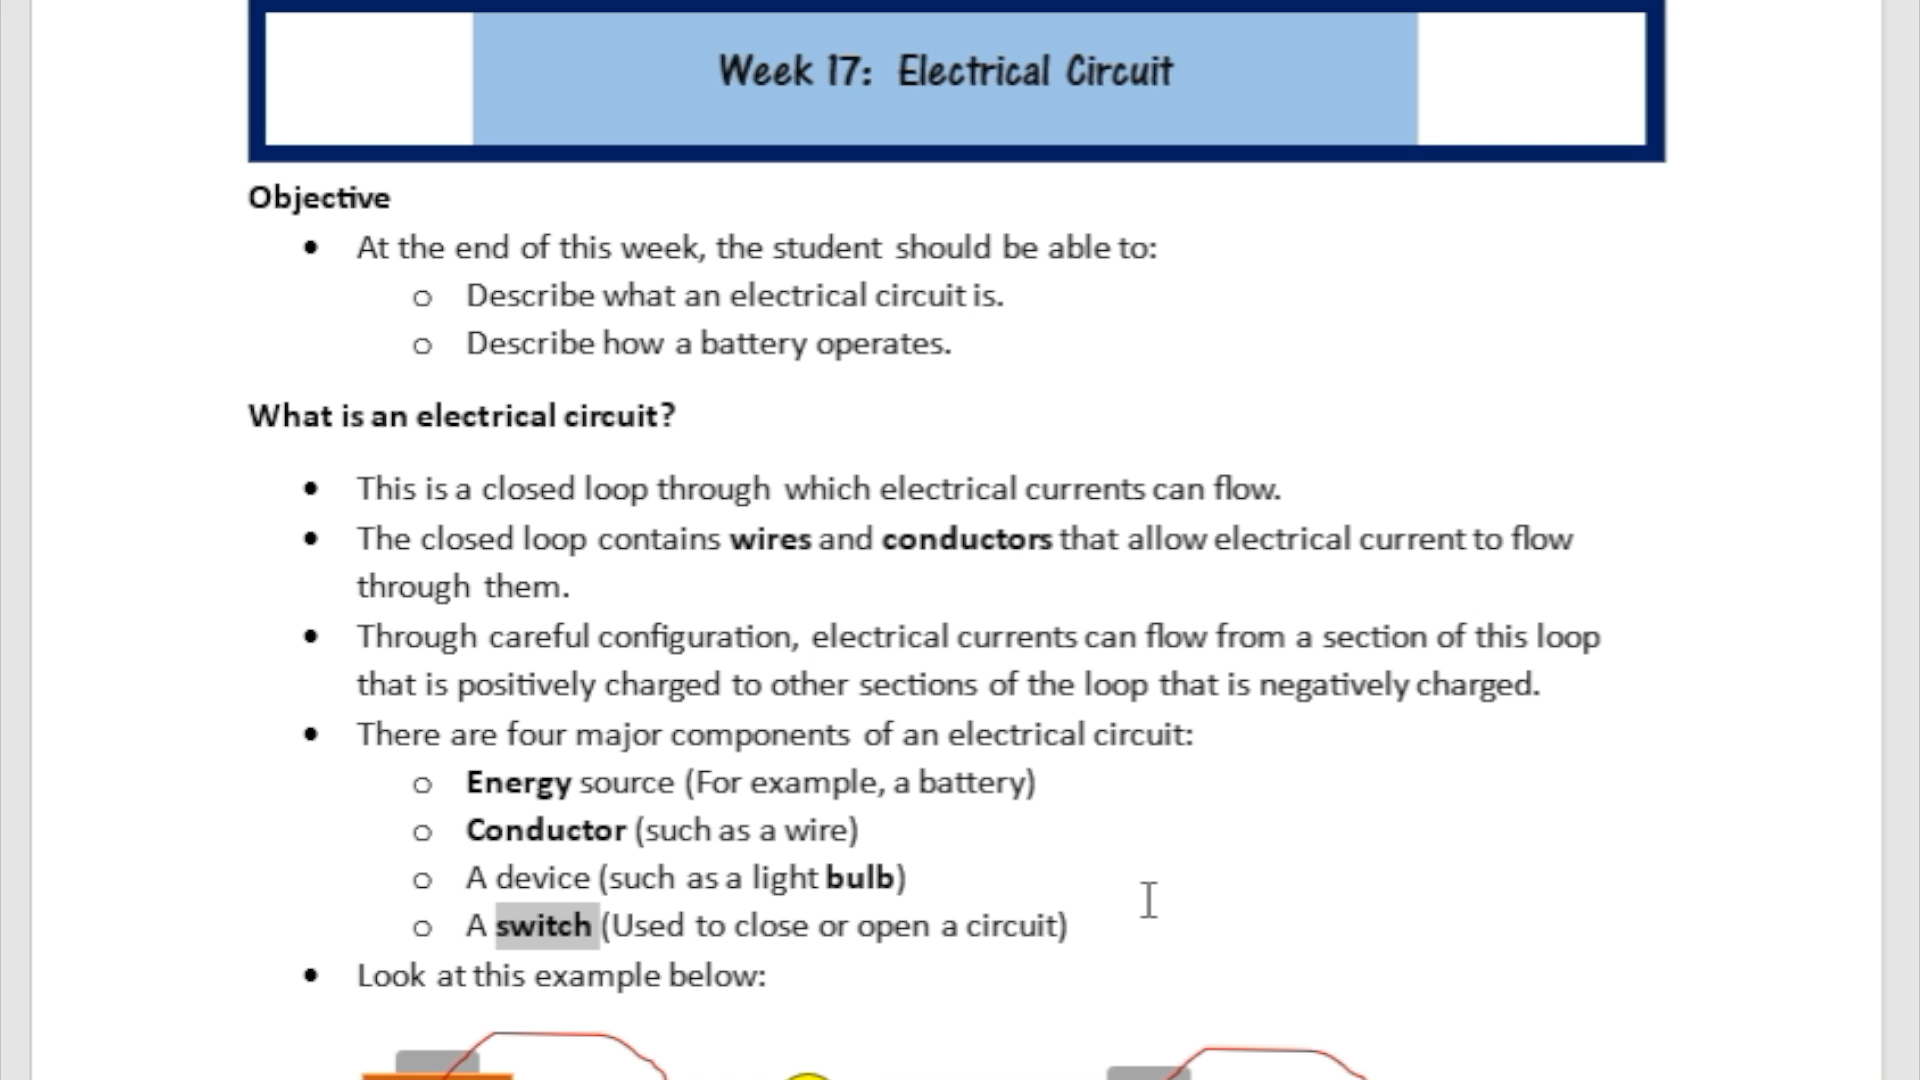 Week 17: Electrical Circuit
Objective
• At the end of this week, the student should be able to:
o Describe what an electrical circuit is.
o Describe how a battery operates.
What is an electrical circuit?
• This is a closed loop through which electrical currents can flow.
• The closed loop contains wires and conductors that allow electrical current to flow
through them.
• Through careful configuration, electrical currents can flow from a section of this loop
that is positively charged to other sections of the loop that is negatively charged.
• There are four major components of an electrical circuit:
o Energy source (For example, a battery)
o Conductor (such as a wire)
o A device (such as a light bulb)
o A switch (Used to close or open a circuit)
• Look at this example below: